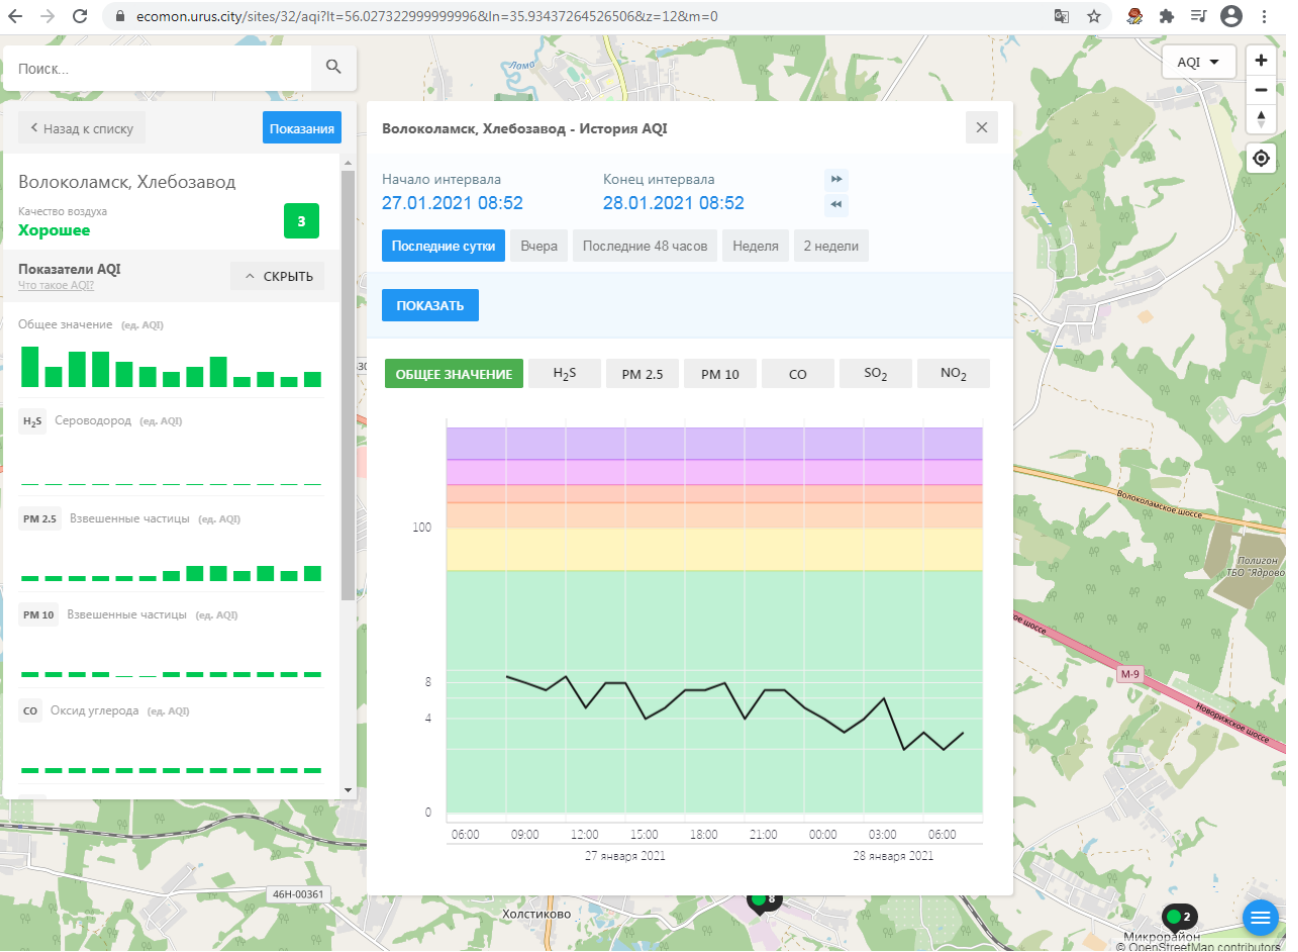 ecomon.urus.city/sites/32/aqi?lt=56.027322999999996&ln=35.93437264526506&z=12&m=0
Поиск...
Лама
AQI
Назад к списку
Показания
Волоколамск, Хлебозавод - История AQI
Волоколамск, Хлебозавод
Качество воздуха
Хорошее
3
Начало интервала
Конец интервала
27.01.2021 08:52
28.01.2021 08:52
Последние сутки
Вчера
Последние 48 часов
Неделя
2 недели
Показатели AQI
Что такое AQI?
СКРЫТЬ
ПОКАЗАТЬ
Общее значение (ед. AQI)
ОБЩЕЕ ЗНАЧЕНИЕ
H2S
PM 2.5
PM 10
CO
SO2
NO2
H2S Сероводород (ед. AQI)
PM 2.5 Взвешенные частицы (ед. AQI)
PM 10 Взвешенные частицы (ед. AQI)
CO Оксид углерода (ед. AQI)
100
8
4
0
06:00
09:00
12:00
15:00
18:00
21:00
00:00
03:00
06:00
27 января 2021
28 января 2021
Волоколамское шоссе
Полигон
ТБО "Ядрово
ое шоссе
М-9
Новорижское шоссе
46Н-00361
Холстиково
8
2
Микрорайон
© OpenStreetMap contributors